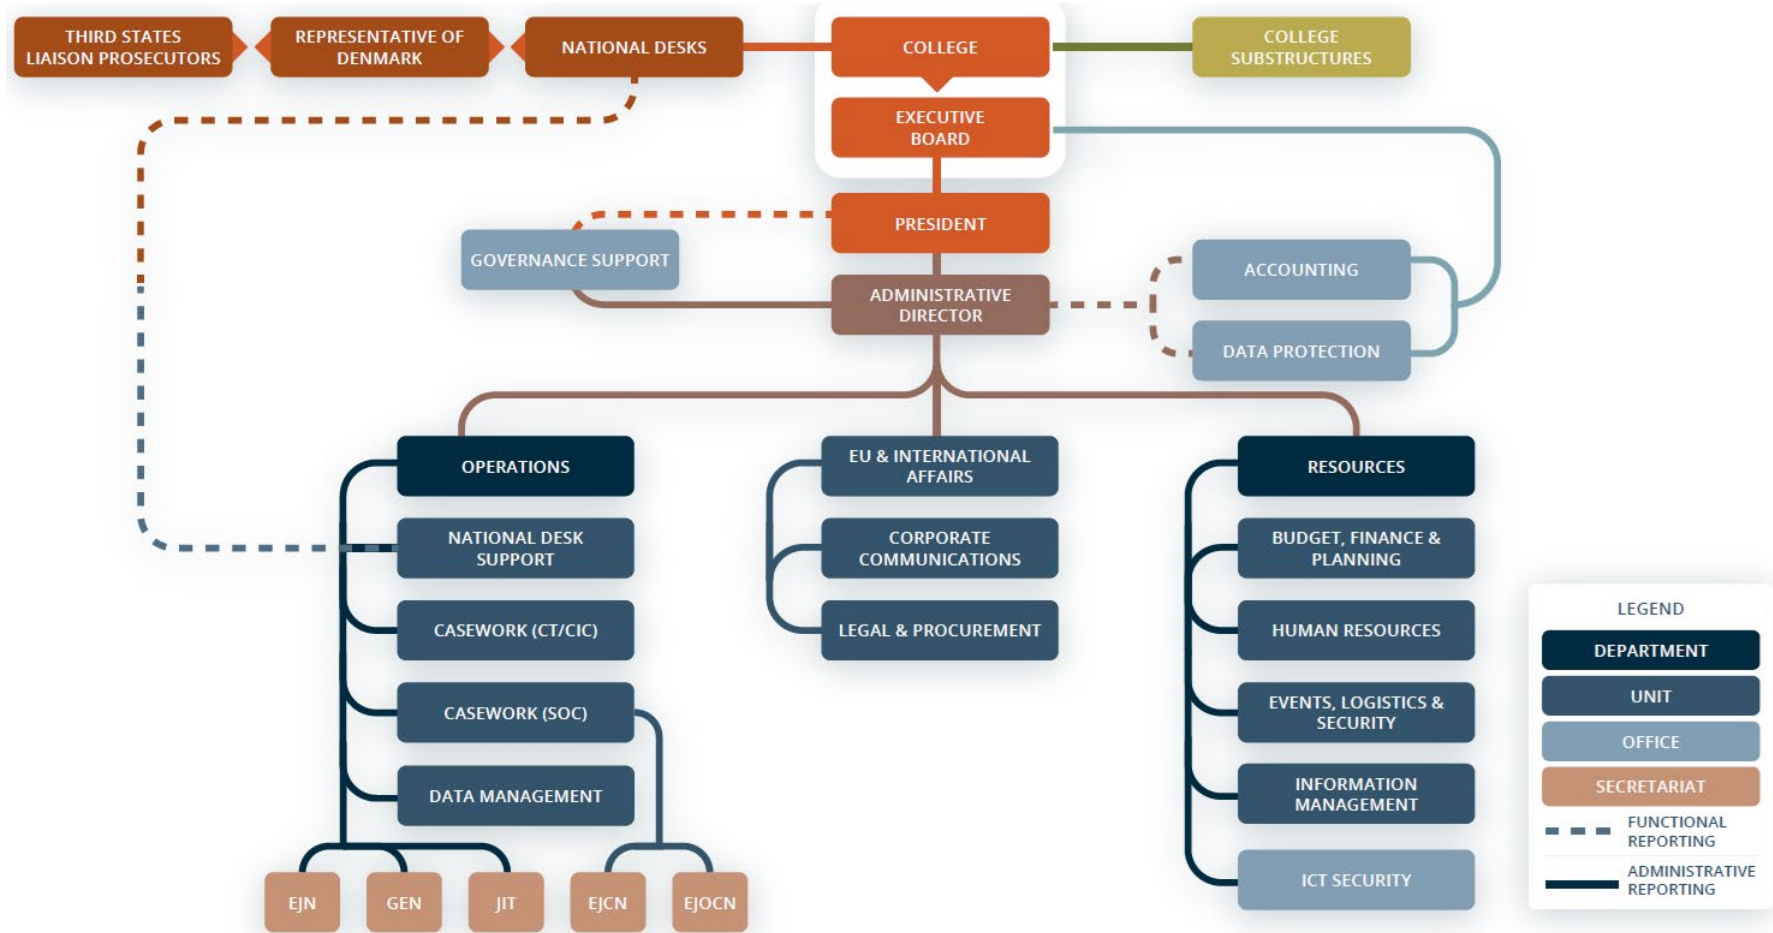 THIRD STATES
LIAISON PROSECUTORS
REPRESENTATIVE OF
DENMARK
NATIONAL DESKS
COLLEGE
COLLEGE
SUBSTRUCTURES
EXECUTIVE
BOARD
PRESIDENT
GOVERNANCE SUPPORT
ADMINISTRATIVE
DIRECTOR
ACCOUNTING
DATA PROTECTION
OPERATIONS
NATIONAL DESK
SUPPORT
CASEWORK (CT/CIC)
CASEWORK (SOC)
DATA MANAGEMENT
EJN
GEN
JIT
EJCN
EJOCN
EU & INTERNATIONAL
AFFAIRS
CORPORATE
COMMUNICATIONS
LEGAL & PROCUREMENT
RESOURCES
BUDGET, FINANCE &
PLANNING
HUMAN RESOURCES
EVENTS, LOGISTICS &
SECURITY
INFORMATION
MANAGEMENT
ICT SECURITY
LEGEND
DEPARTMENT
UNIT
OFFICE
SECRETARIAT
FUNCTIONAL
REPORTING
ADMINISTRATIVE
REPORTING